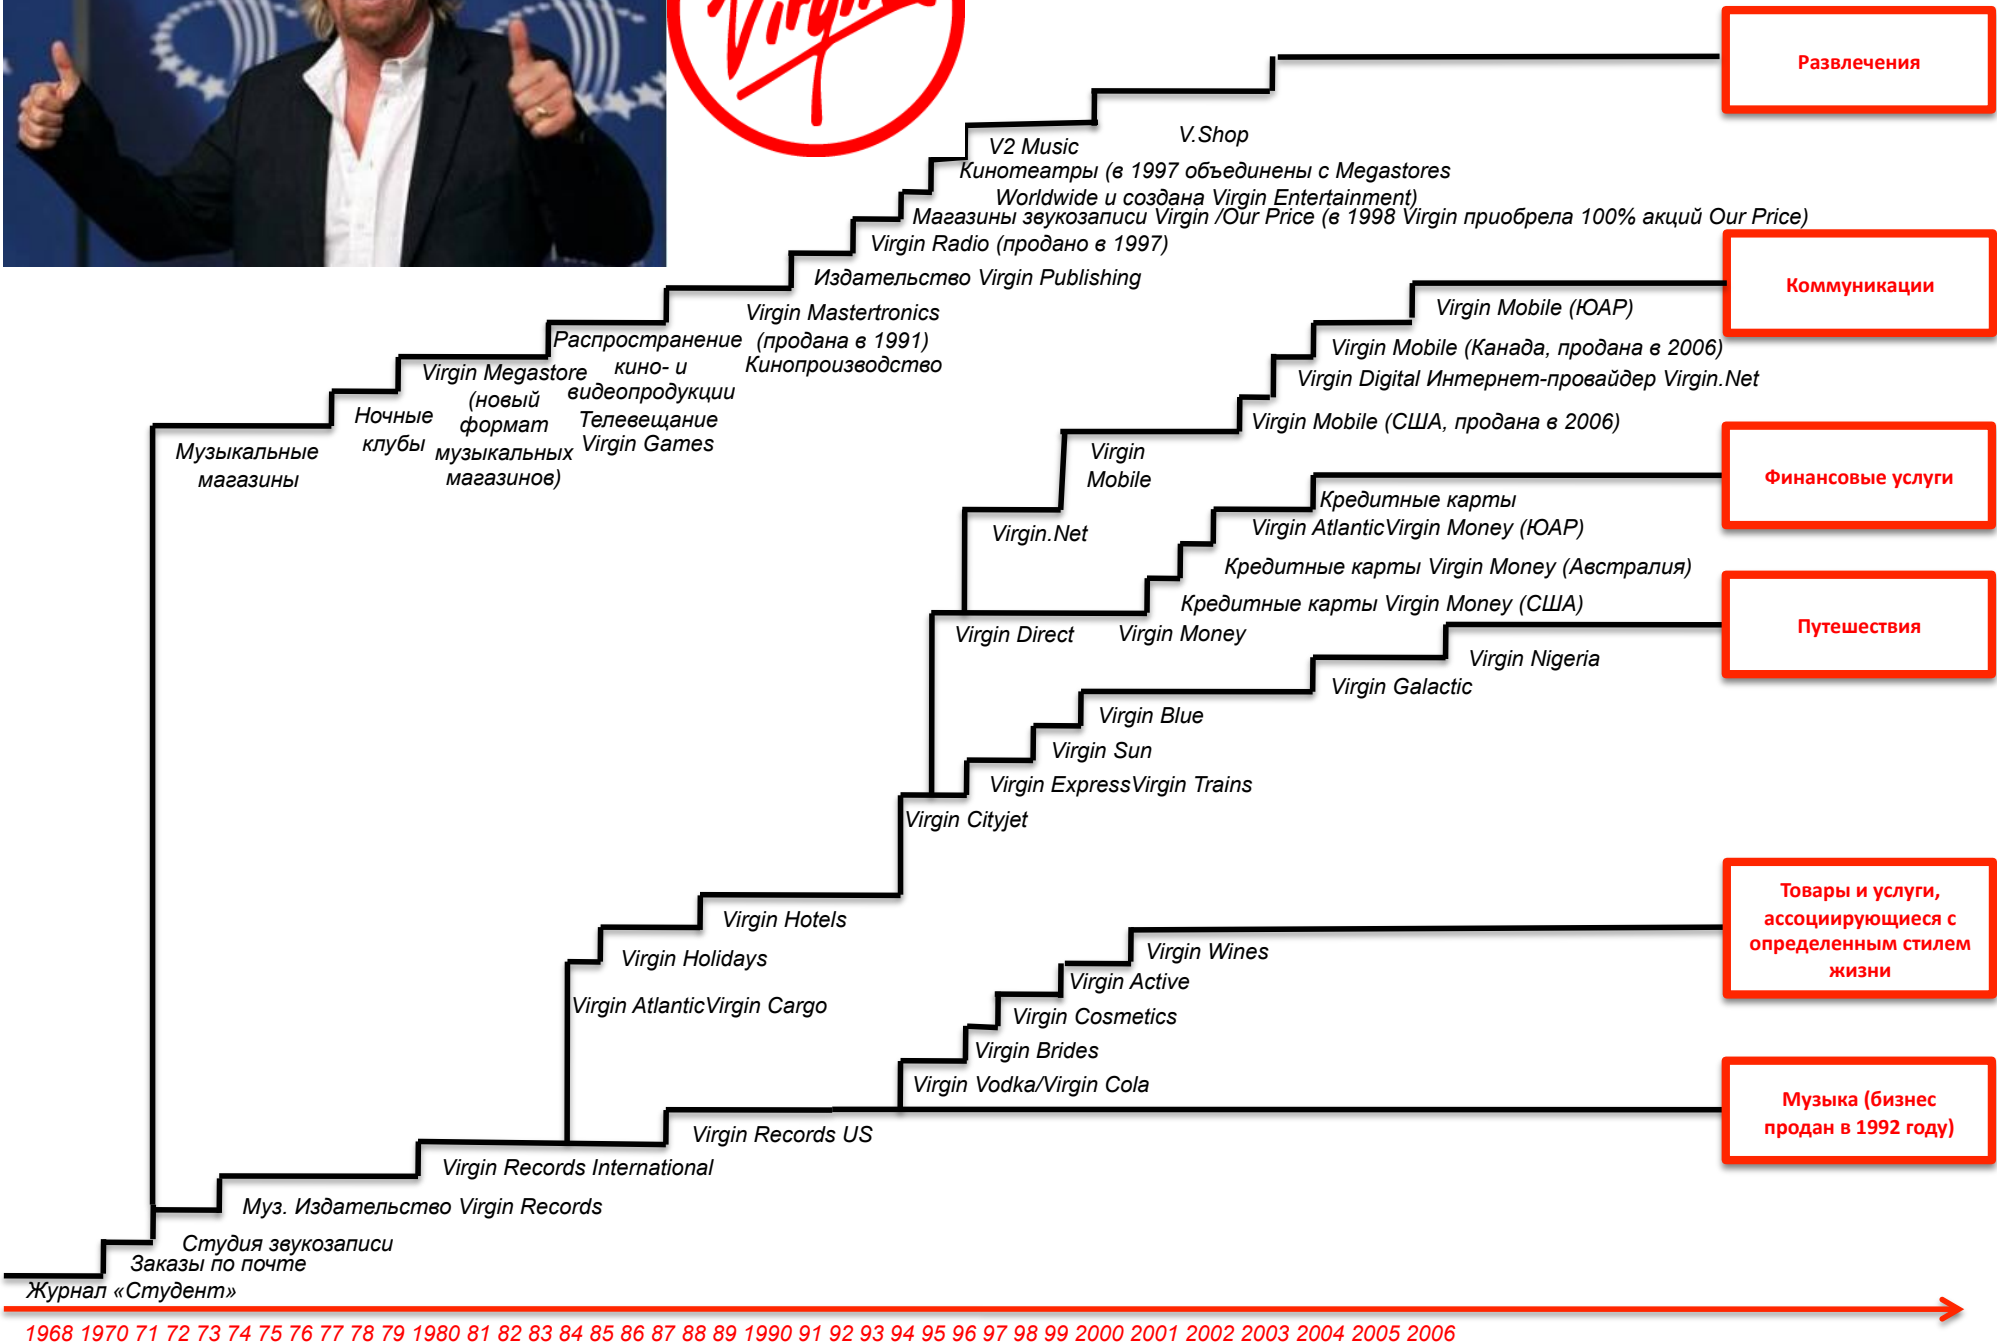 Virgin
Развлечения
V2 Music
V.Shop
Кинотеатры (в 1997 объединены с Megastores
Worldwide и создана Virgin Entertainment)
Магазины звукозаписи Virgin /Our Price (в 1998 Virgin приобрела 100% акций Our Price)
Virgin Radio (продано в 1997)
Издательство Virgin Publishing
Коммуникации
Virgin Mobile (ЮАР)
Virgin Mastertronics
(продана в 1991)
Кинопроизводство
Распространение
кино- и
видеопродукции
Телевещание
Virgin Games
Virgin Megastore
(новый
формат
музыкальных
магазинов)
Ночные
клубы
Музыкальные
магазины
Virgin Mobile (Канада, продана в 2006)
Virgin Digital Интернет-провайдер Virgin.Net
Virgin Mobile (США, продана в 2006)
Virgin
Mobile
Virgin.Net
Финансовые услуги
Кредитные карты
Virgin AtlanticVirgin Money (ЮАР)
Кредитные карты Virgin Money (Австралия)
Кредитные карты Virgin Money (США)
Virgin Direct
Virgin Money
Путешествия
Virgin Nigeria
Virgin Galactic
Virgin Blue
Virgin Sun
Virgin ExpressVirgin Trains
Virgin Cityjet
Virgin Hotels
Virgin Holidays
Virgin AtlanticVirgin Cargo
Товары и услуги,
ассоциирующиеся с
определенным стилем
жизни
Virgin Wines
Virgin Active
Virgin Cosmetics
Virgin Brides
Virgin Vodka/Virgin Cola
Музыка (бизнес
продан в 1992 году)
Virgin Records US
Virgin Records International
Муз. Издательство Virgin Records
Студия звукозаписи
Заказы по почте
Журнал «Студент»
1968 1970 71 72 73 74 75 76 77 78 79 1980 81 82 83 84 85 86 87 88 89 1990 91 92 93 94 95 96 97 98 99 2000 2001 2002 2003 2004 2005 2006